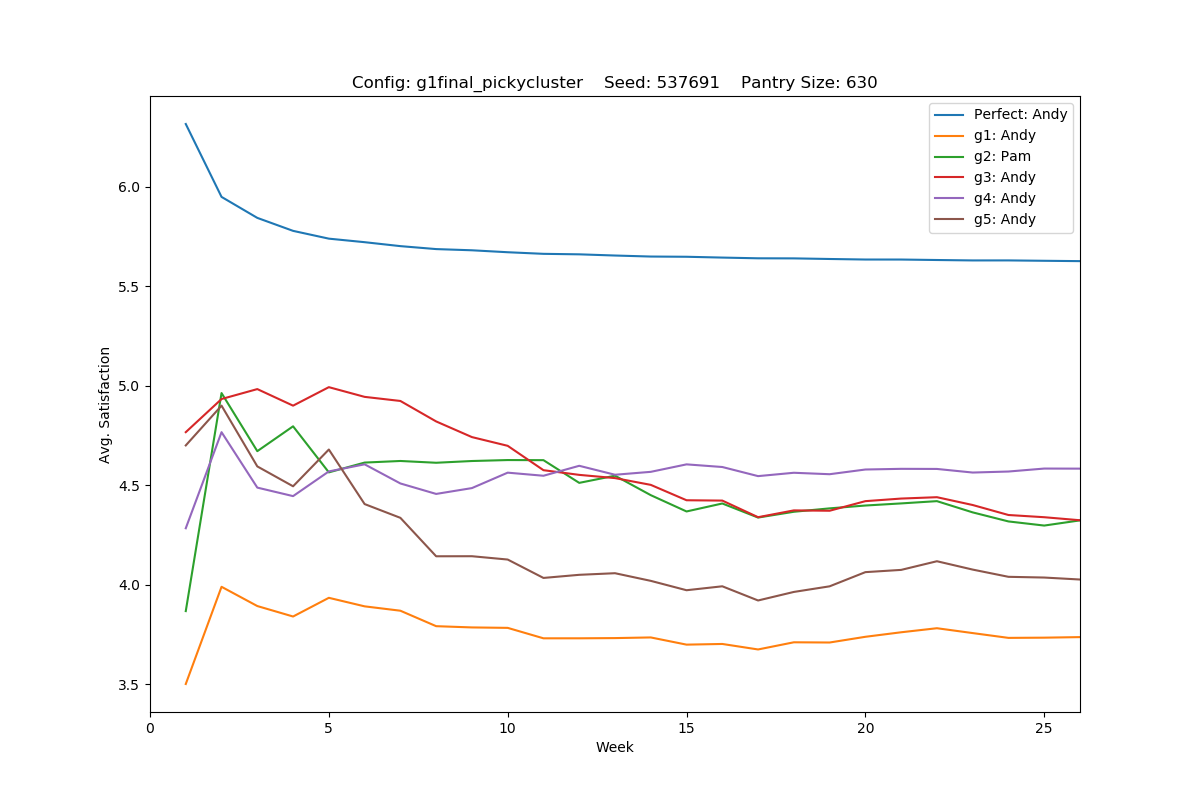 Config: g1final_pickycluster    Seed: 537691    Pantry Size: 630
Perfect: Andy
g1: Andy
g2: Pam
g3: Andy
g4: Andy
g5: Andy
Avg. Satisfaction
6.0
5.5
5.0
4.5
4.0
3.5
0 5 10 15 20 25
Week